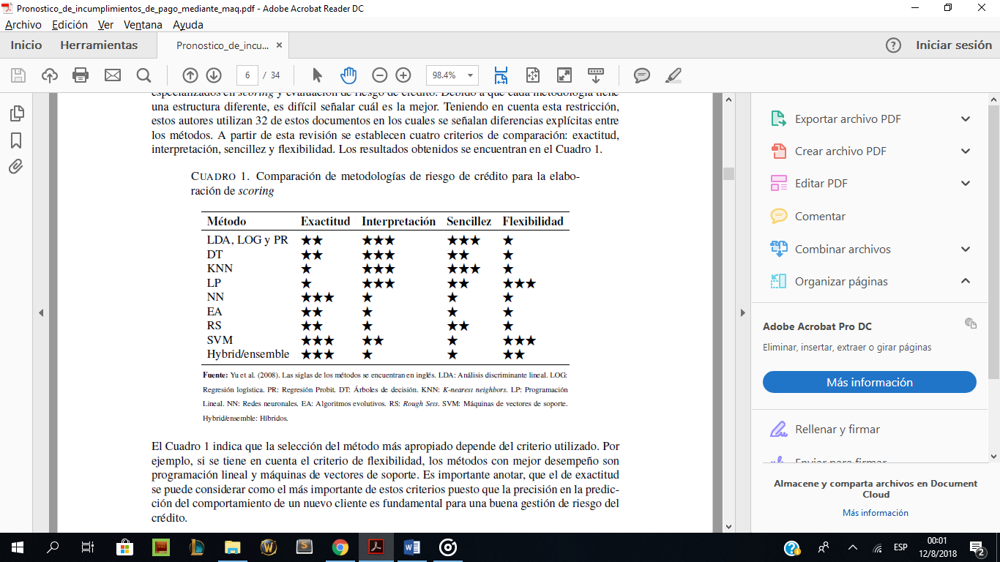 Pronostico_de_incumplimientos_de_pago_mediante_maq.pdf - Adobe Acrobat Reader DC
Archivo Edición Ver Ventana Ayuda
Inicio Herramientas Pronostico_de_incu... × ? Iniciar sesión
6 / 34 98.4%
especializados en scoring y evaluación de riesgo de crédito. Debido a que cada metodología tiene
una estructura diferente, es difícil señalar cuál es la mejor. Teniendo en cuenta esta restricción,
estos autores utilizan 32 de estos documentos en los cuales se señalan diferencias explícitas entre
los métodos. A partir de esta revisión se establecen cuatro criterios de comparación: exactitud,
interpretación, sencillez y flexibilidad. Los resultados obtenidos se encuentran en el Cuadro 1.
CUADRO 1. Comparación de metodologías de riesgo de crédito para la elabo-
ración de scoring
Método Exactitud Interpretación Sencillez Flexibilidad
LDA, LOG y PR ★★ ★★★ ★★★ ★
DT ★★ ★★★ ★★ ★
KNN ★ ★★★ ★★★ ★
LP ★ ★★★ ★★ ★★★
NN ★★★ ★ ★ ★
EA ★★ ★ ★ ★
RS ★★ ★ ★★ ★
SVM ★★★ ★★ ★ ★★★
Hybrid/ensemble ★★★ ★ ★ ★★
Fuente: Yu et al. (2008). Las siglas de los métodos se encuentran en inglés. LDA: Análisis discriminante lineal. LOG:
Regresión logística. PR: Regresión Probit. DT: Árboles de decisión. KNN: K-nearest neighbors. LP: Programación
Lineal. NN: Redes neuronales. EA: Algoritmos evolutivos. RS: Rough Sets. SVM: Máquinas de vectores de soporte.
Hybrid/ensemble: Híbridos.
El Cuadro 1 indica que la selección del método más apropiado depende del criterio utilizado. Por
ejemplo, si se tiene en cuenta el criterio de flexibilidad, los métodos con mejor desempeño son
programación lineal y máquinas de vectores de soporte. Es importante anotar, que el de exactitud
se puede considerar como el más importante de estos criterios puesto que la precisión en la predic-
ción del comportamiento de un nuevo cliente es fundamental para una buena gestión de riesgo del
crédito.
Exportar archivo PDF
Crear archivo PDF
Editar PDF
Comentar
Combinar archivos
Organizar páginas
Adobe Acrobat Pro DC
Eliminar, insertar, extraer o girar páginas
Más información
Rellenar y firmar
Enviar para firmar
Almacene y comparta archivos en Document
Cloud
Más información
ESP
00:01
12/8/2018
2